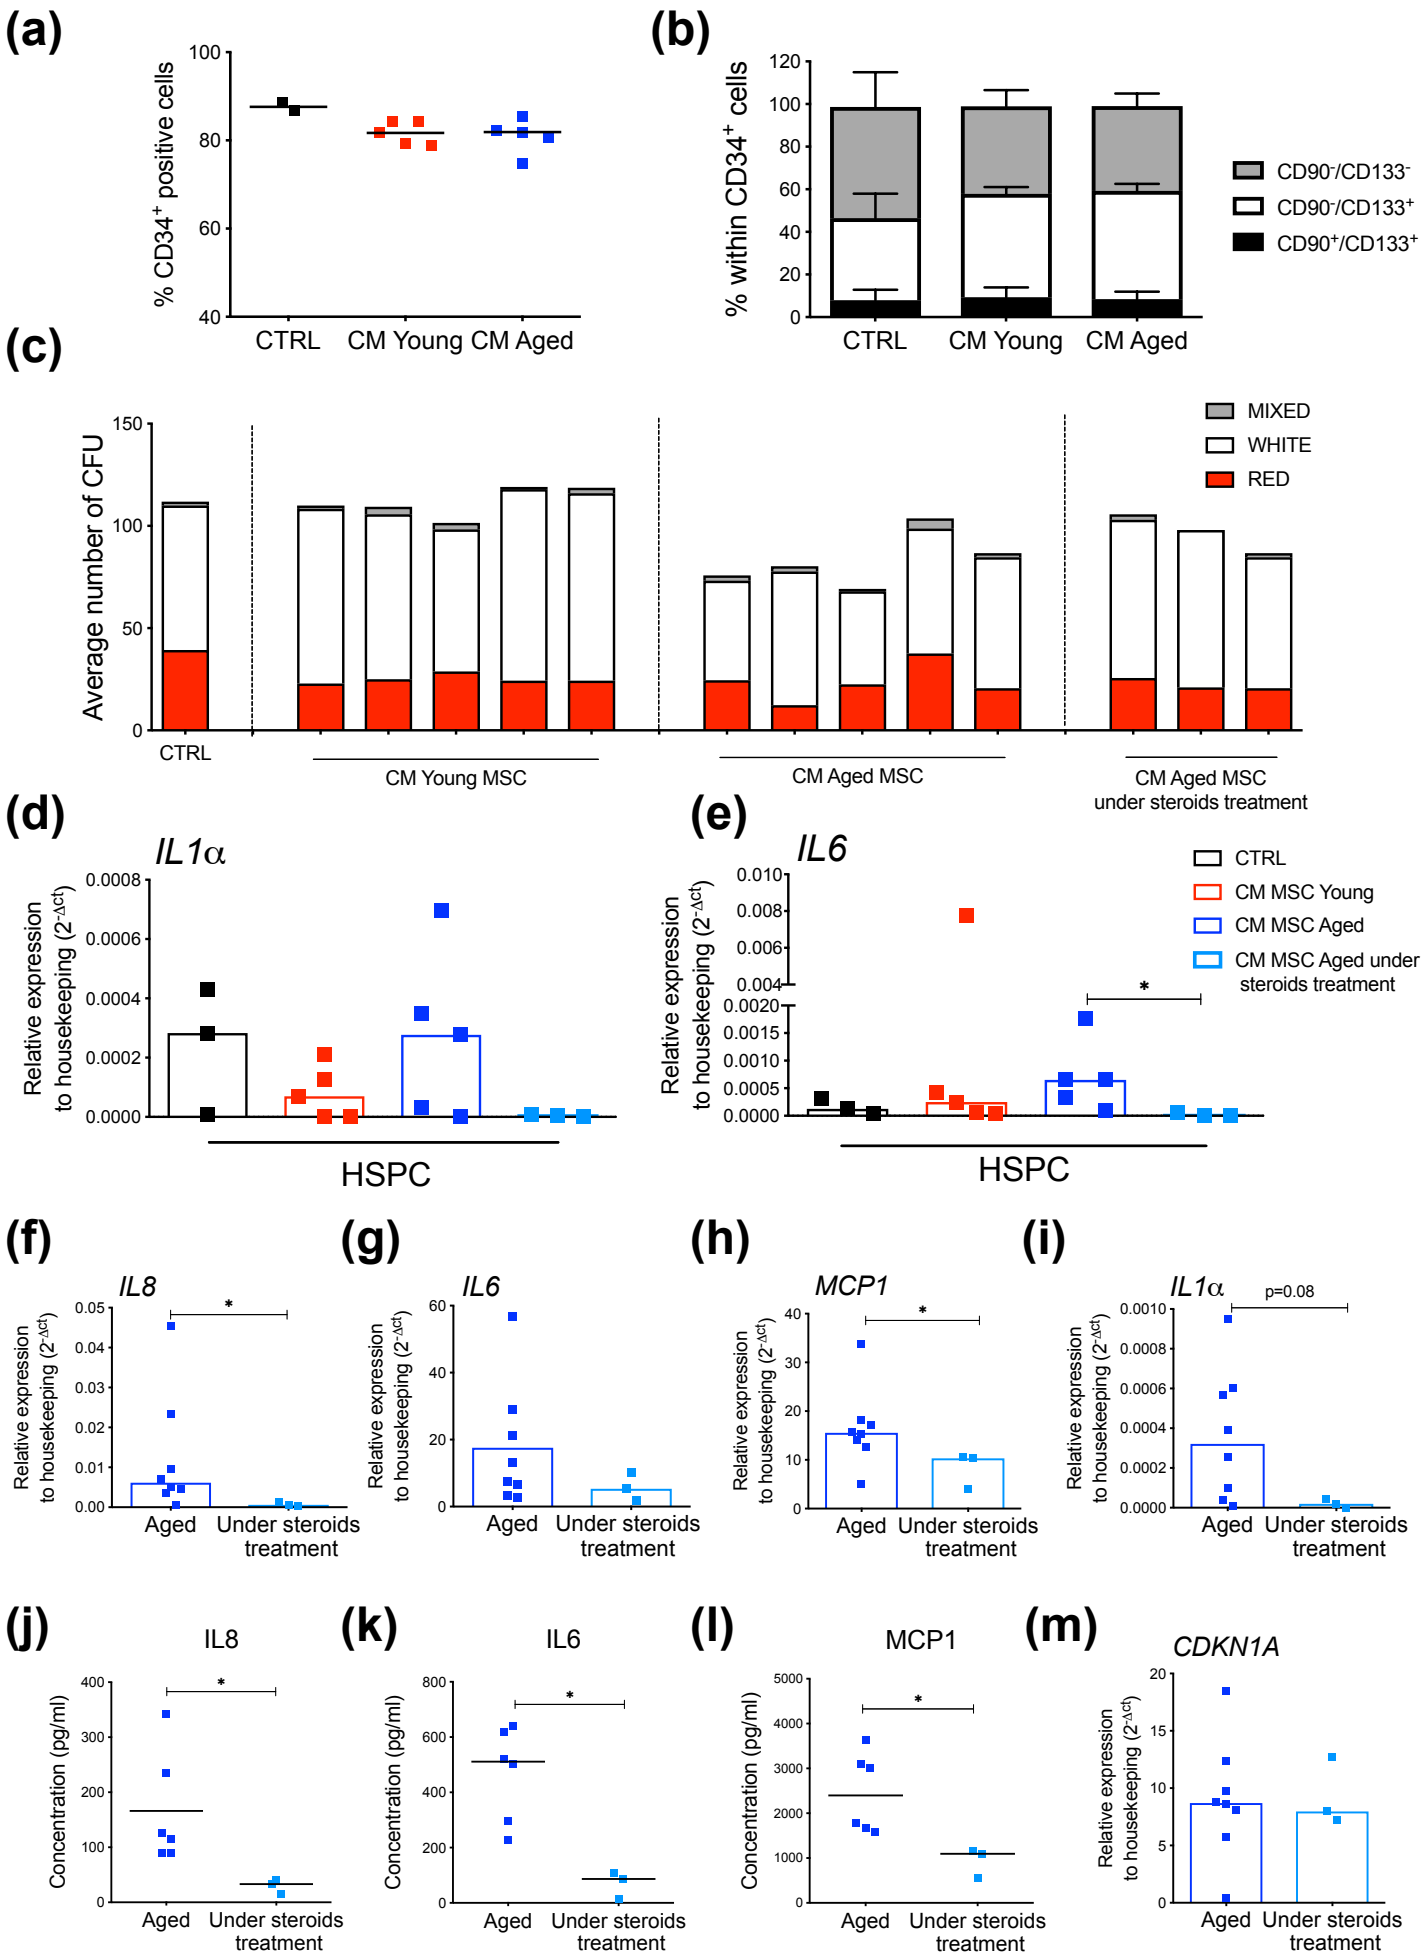 (a)
% CD34+ positive cells
100
80
60
40
CTRL CM Young CM Aged
(b)
% within CD34+ cells
120
100
80
60
40
20
0
CTRL CM Young CM Aged
CD90-/CD133-
CD90-/CD133+
CD90+/CD133+
(c)
Average number of CFU
150
100
50
0
MIXED
WHITE
RED
CTRL
CM Young MSC
CM Aged MSC
CM Aged MSC
under steroids treatment
(d)
IL1α
Relative expression
to housekeeping (2-Δct)
0.0008
0.0006
0.0004
0.0002
0.0000
HSPC
(e)
IL6
Relative expression
to housekeeping (2-Δct)
0.010
0.008
0.006
0.004
0.0020
0.0015
0.0010
0.0005
0.0000
*
HSPC
CTRL
CM MSC Young
CM MSC Aged
CM MSC Aged under
steroids treatment
(f)
IL8
Relative expression
to housekeeping (2-Δct)
0.05
0.04
0.03
0.02
0.01
0.00
*
Aged Under steroids
treatment
(g)
IL6
Relative expression
to housekeeping (2-Δct)
60
40
20
0
Aged Under steroids
treatment
(h)
MCP1
Relative expression
to housekeeping (2-Δct)
40
30
20
10
0
*
Aged Under steroids
treatment
(i)
IL1α
Relative expression
to housekeeping (2-Δct)
0.0010
0.0008
0.0006
0.0004
0.0002
0.0000
p=0.08
Aged Under steroids
treatment
(j)
IL8
Concentration (pg/ml)
400
300
200
100
0
*
Aged Under steroids
treatment
(k)
IL6
Concentration (pg/ml)
800
600
400
200
0
*
Aged Under steroids
treatment
(l)
MCP1
Concentration (pg/ml)
5000
4000
3000
2000
1000
0
*
Aged Under steroids
treatment
(m)
CDKN1A
Relative expression
to housekeeping (2-Δct)
20
15
10
5
0
Aged Under steroids
treatment